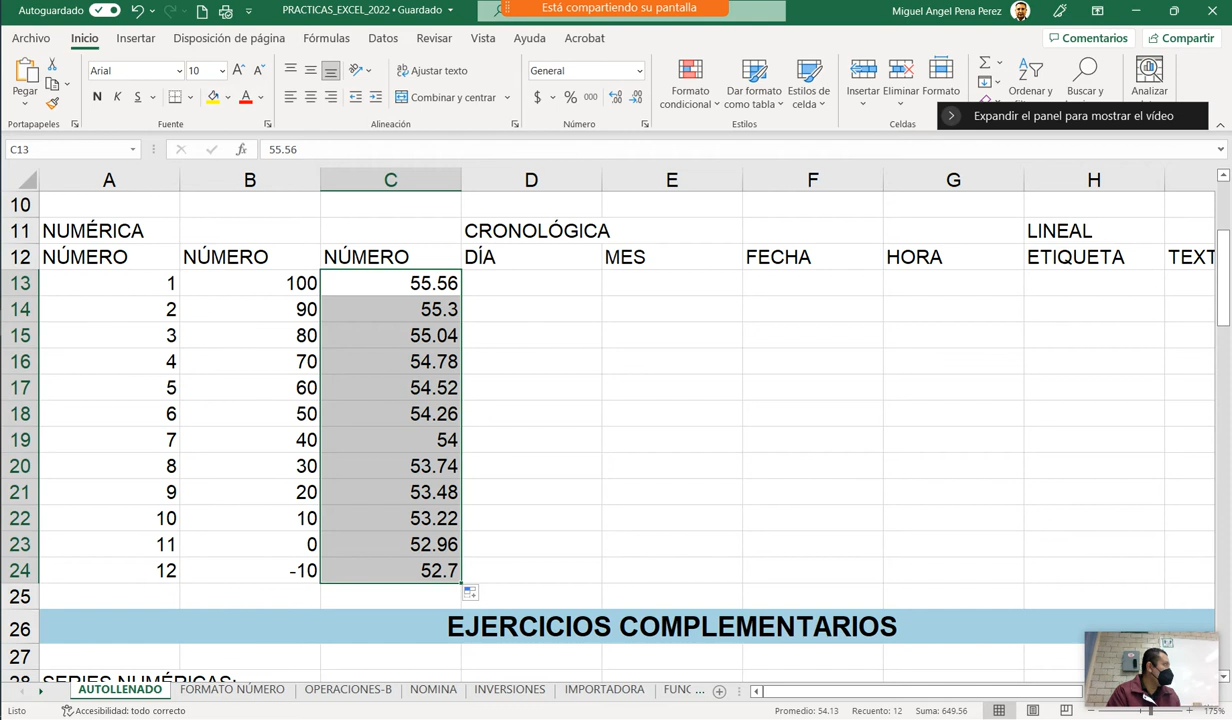 Autoguardado
PRACTICAS_EXCEL_2022 • Guardado
Está compartiendo su pantalla
Miguel Angel Pena Perez
Archivo Inicio Insertar Disposición de página Fórmulas Datos Revisar Vista Ayuda Acrobat
Comentarios Compartir
Pegar
Arial 10
N K S
Ajustar texto
Combinar y centrar
General
$ % 000
Formato condicional
Dar formato como tabla
Estilos de celda
Insertar Eliminar Formato
Ordenar y
Buscar y
Analizar
Portapapeles Fuente Alineación Número Estilos Celdas
Expandir el panel para mostrar el vídeo
C13 fx 55.56
A B C D E F G H
10
11 NUMÉRICA CRONOLÓGICA LINEAL
12 NÚMERO NÚMERO NÚMERO DÍA MES FECHA HORA ETIQUETA TEXT
13 1 100 55.56
14 2 90 55.3
15 3 80 55.04
16 4 70 54.78
17 5 60 54.52
18 6 50 54.26
19 7 40 54
20 8 30 53.74
21 9 20 53.48
22 10 10 53.22
23 11 0 52.96
24 12 -10 52.7
25
26 EJERCICIOS COMPLEMENTARIOS
27
28 SERIES NUMÉRICAS:
AUTOLLENADO FORMATO NÚMERO OPERACIONES-B NOMINA INVERSIONES IMPORTADORA FUNC ...
Listo Accesibilidad: todo correcto Promedio: 54.13 Recuento: 12 Suma: 649.56 175%